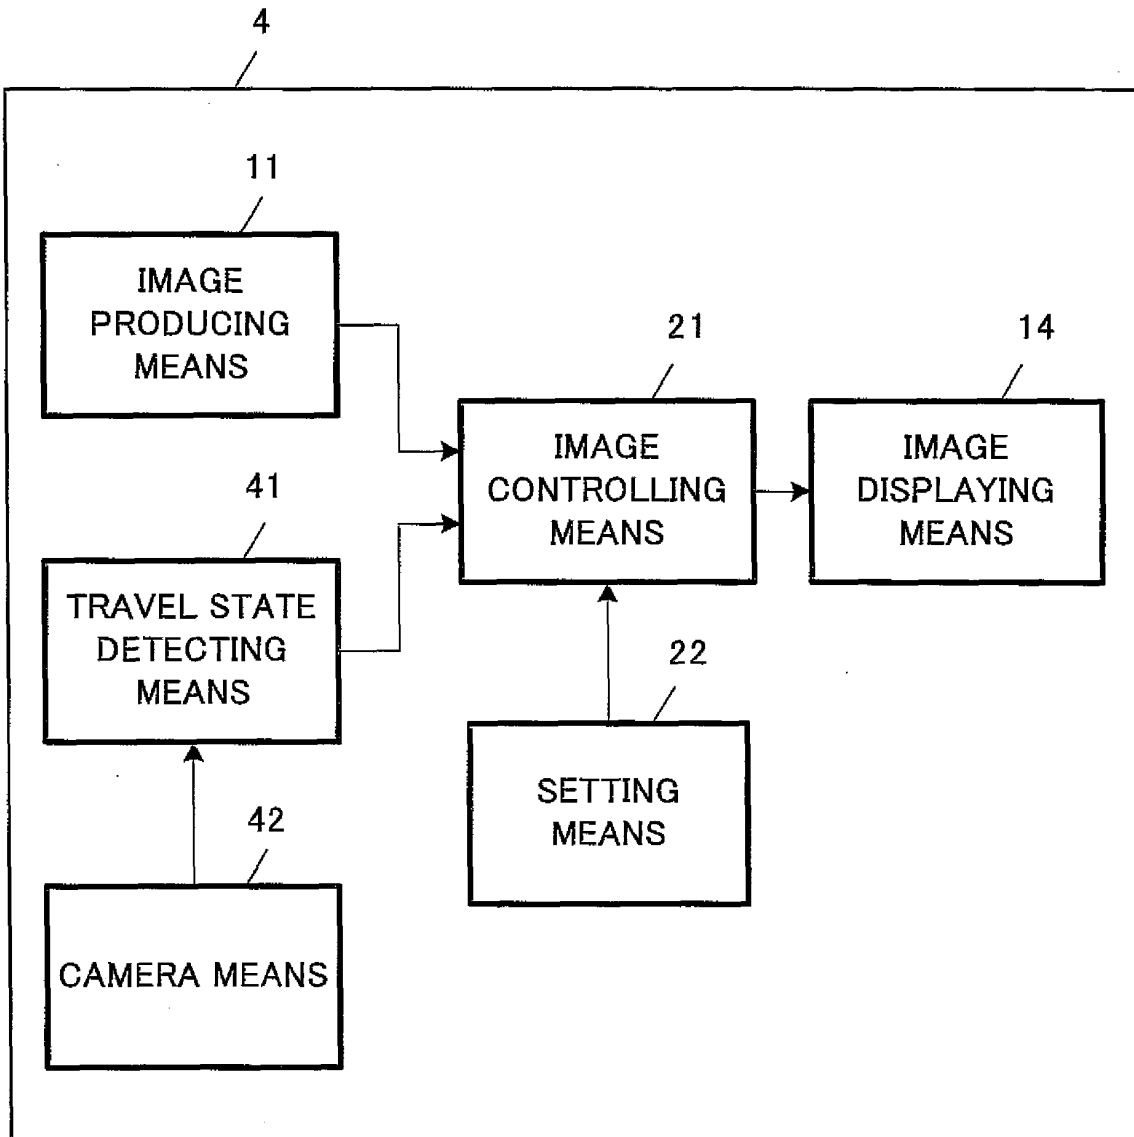 4
11
IMAGE
PRODUCING
MEANS
21
IMAGE
CONTROLLING
MEANS
14
IMAGE
DISPLAYING
MEANS
41
TRAVEL STATE
DETECTING
MEANS
22
SETTING
MEANS
42
CAMERA MEANS